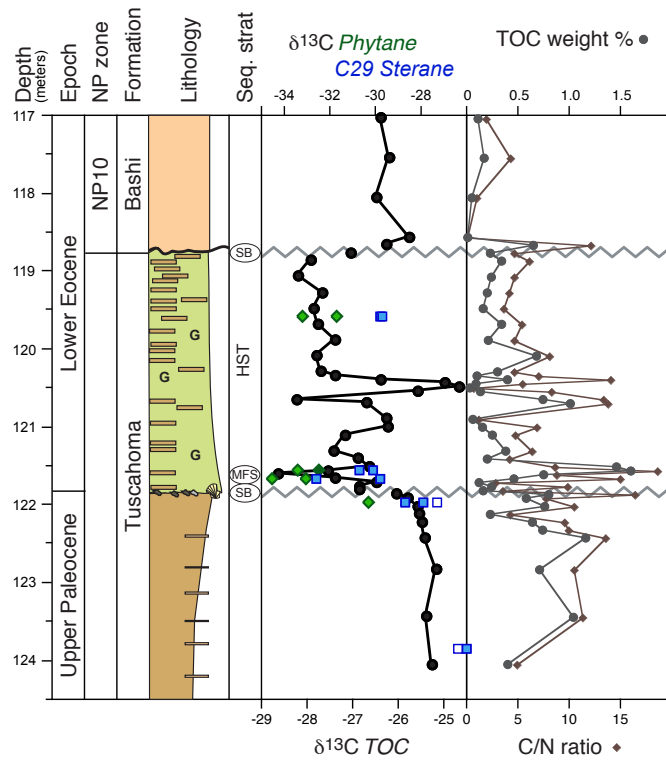 δ13C Phytane
C29 Sterane
TOC weight %
Depth
(meters)
Epoch
NP zone
Formation
Lithology
Seq. strat
-34 -32 -30 -28 -26
0 0.5 1.0 1.5
117
118
119
120
121
122
123
124
Lower Eocene
Upper Paleocene
NP10
Bashi
Tuscahoma
G
G
G
SB
HST
MFS
SB
-29 -28 -27 -26 -25
0 5 10 15
δ13C TOC
C/N ratio